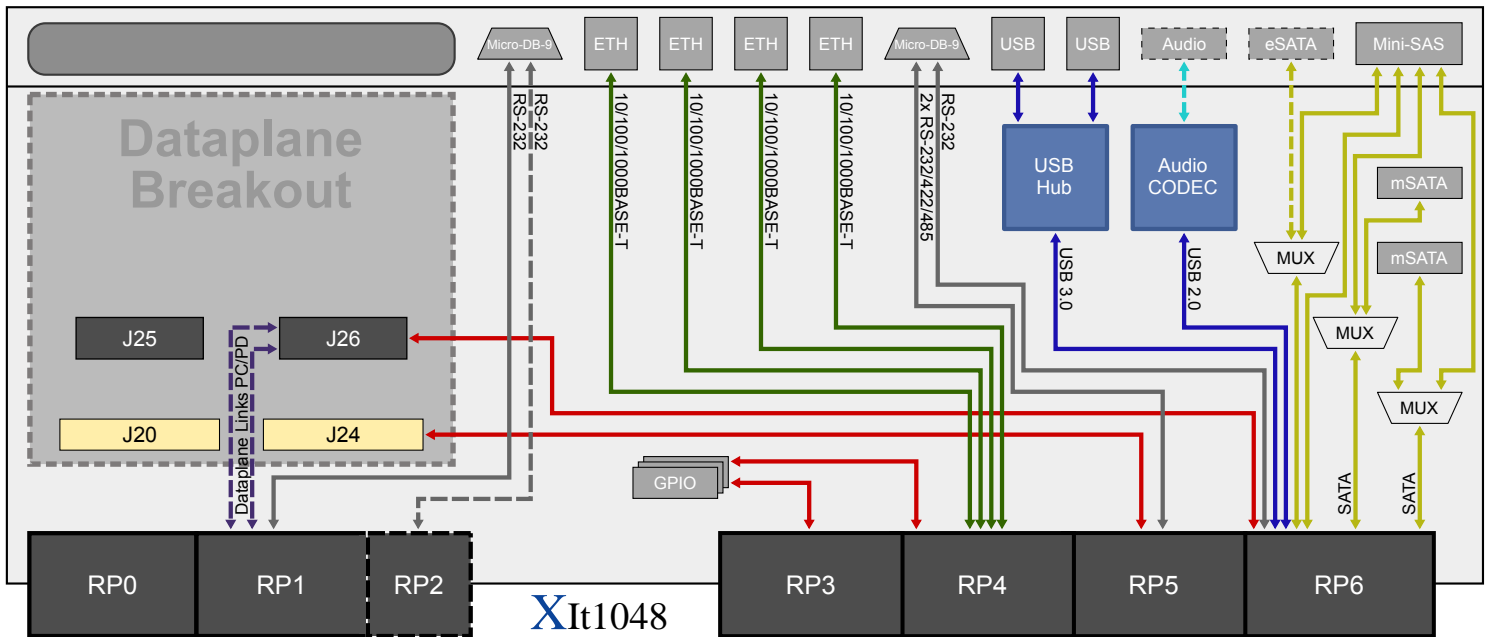 Micro-DB-9
ETH
ETH
ETH
ETH
Micro-DB-9
USB
USB
Audio
eSATA
Mini-SAS
Dataplane
Breakout
RS-232
RS-232
10/100/1000BASE-T
10/100/1000BASE-T
10/100/1000BASE-T
10/100/1000BASE-T
2x RS-232/422/485
RS-232
USB
Hub
Audio
CODEC
mSATA
mSATA
MUX
USB 3.0
USB 2.0
J25
J26
MUX
Dataplane Links PC/PD
MUX
J20
J24
GPIO
SATA
SATA
RP0
RP1
RP2
RP3
RP4
RP5
RP6
XIt1048